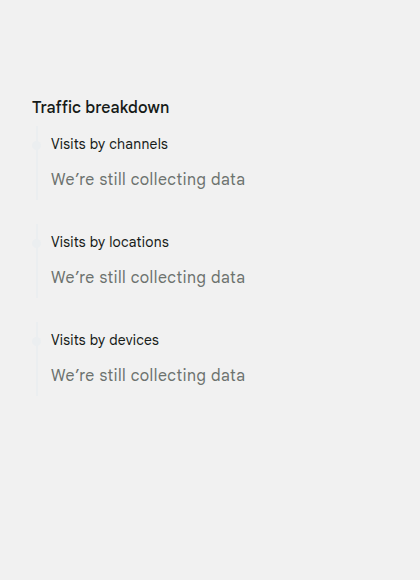 Traffic breakdown
Visits by channels
We’re still collecting data
Visits by locations
We’re still collecting data
Visits by devices
We’re still collecting data